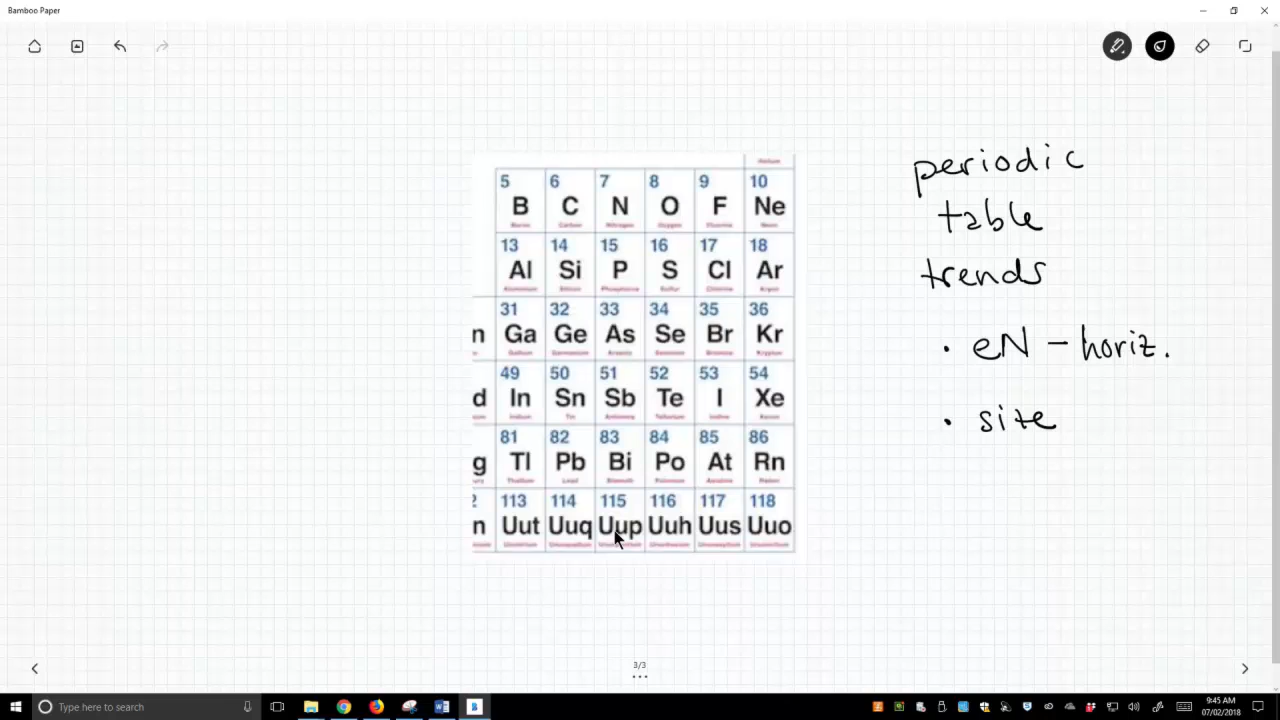 Bamboo Paper
periodic
table
trends
• eN – horiz.
• site
5 6 7 8 9 10
B C N O F Ne
13 14 15 16 17 18
Al Si P S Cl Ar
31 32 33 34 35 36
n Ga Ge As Se Br Kr
49 50 51 52 53 54
d In Sn Sb Te I Xe
81 82 83 84 85 86
g Tl Pb Bi Po At Rn
2 113 114 115 116 117 118
n Uut Uuq Uup Uuh Uus Uuo
3/3
Type here to search
9:45 AM
07/02/2018